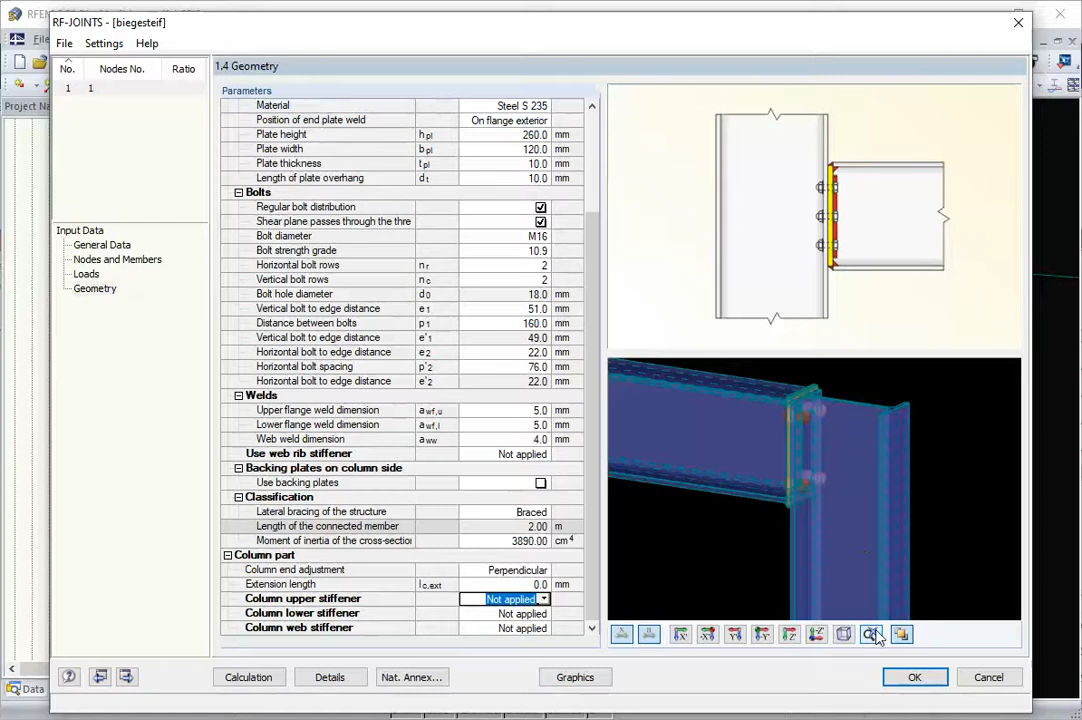 RFEM
RF-JOINTS - [biegesteif]
File Settings Help
No. Nodes No. Ratio
1 1
Project Nav
Input Data
General Data
Nodes and Members
Loads
Geometry
1.4 Geometry
Parameters
Material Steel S 235
Position of end plate weld On flange exterior
Plate height h pl 260.0 mm
Plate width b pl 120.0 mm
Plate thickness t pl 10.0 mm
Length of plate overhang d t 10.0 mm
Bolts
Regular bolt distribution
Shear plane passes through the thre
Bolt diameter M16
Bolt strength grade 10.9
Horizontal bolt rows n r 2
Vertical bolt rows n c 2
Bolt hole diameter d 0 18.0 mm
Vertical bolt to edge distance e 1 51.0 mm
Distance between bolts p 1 160.0 mm
Vertical bolt to edge distance e' 1 49.0 mm
Horizontal bolt to edge distance e 2 22.0 mm
Horizontal bolt spacing p' 2 76.0 mm
Horizontal bolt to edge distance e' 2 22.0 mm
Welds
Upper flange weld dimension a wf,u 5.0 mm
Lower flange weld dimension a wf,l 5.0 mm
Web weld dimension a ww 4.0 mm
Use web rib stiffener Not applied
Backing plates on column side
Use backing plates
Classification
Lateral bracing of the structure Braced
Length of the connected member 2.00 m
Moment of inertia of the cross-section 3890.00 cm 4
Column part
Column end adjustment Perpendicular
Extension length l c,ext 0.0 mm
Column upper stiffener Not applied
Column lower stiffener Not applied
Column web stiffener Not applied
Data
Calculation Details Nat. Annex... Graphics OK Cancel